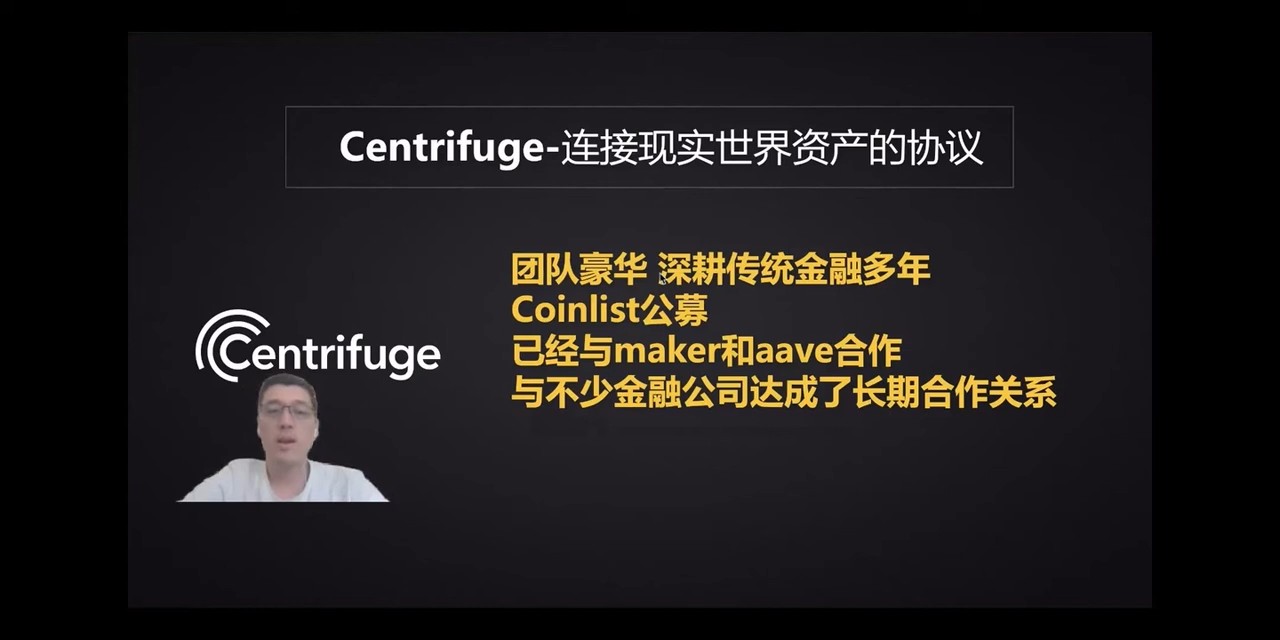 Centrifuge-连接现实世界资产的协议
团队豪华 深耕传统金融多年
Coinlist公募
已经与maker和aave合作
与不少金融公司达成了长期合作关系
Centrifuge